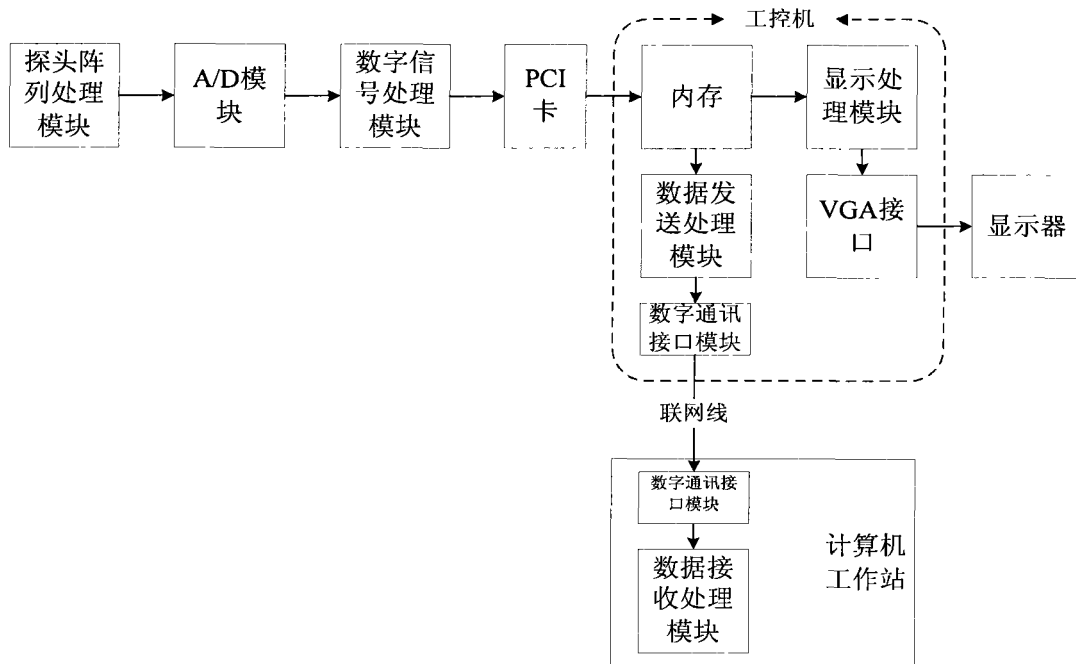 工控机
探头阵
列处理
模块
A/D模
块
数字信
号处理
模块
PCI
卡
内存
显示处
理模块
数据发
送处理
模块
VGA接
口
显示器
数字通讯
接口模块
联网线
数字通讯接
口模块
计算机
工作站
数据接
收处理
模块